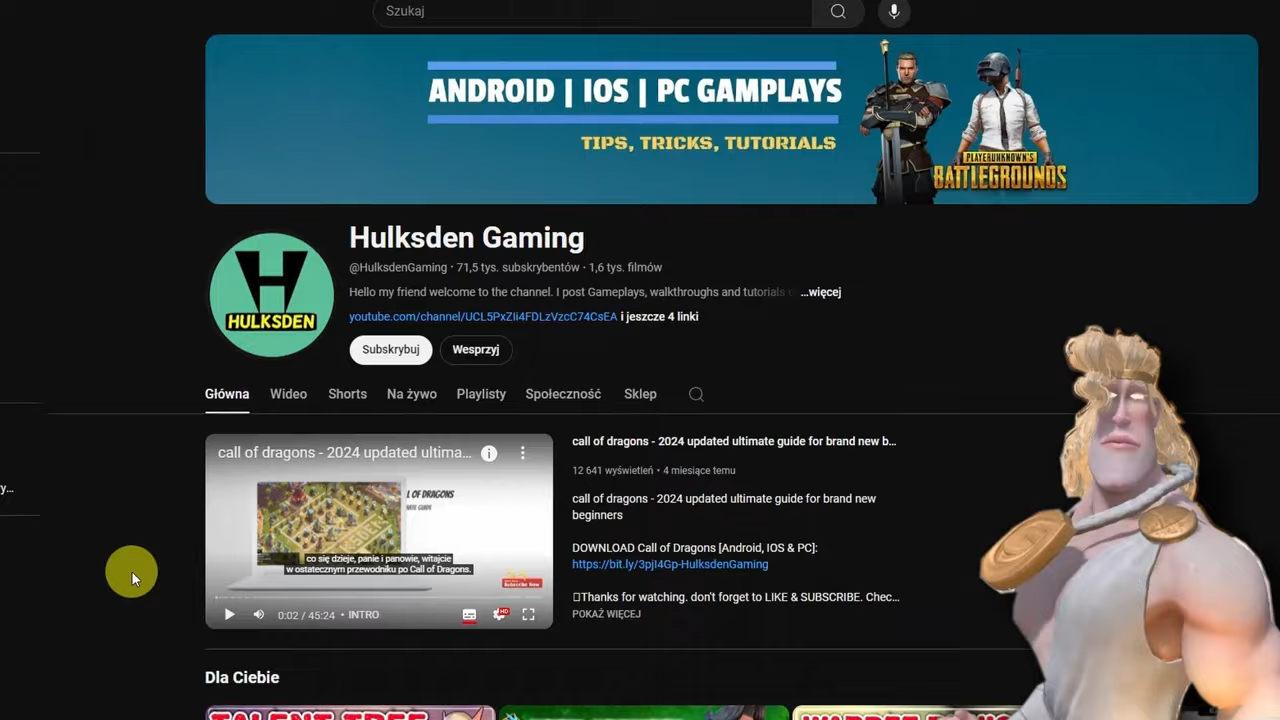 Szukaj
ANDROID | IOS | PC GAMPLAYS
TIPS, TRICKS, TUTORIALS
PLAYERUNKNOWN'S
BATTLEGROUNDS
Hulksden Gaming
@HulksdenGaming · 71,5 tys. subskrybentów · 1,6 tys. filmów
Hello my friend welcome to the channel. I post Gameplays, walkthroughs and tutorials ...więcej
youtube.com/channel/UCL5PxZIi4FDLzVzcC74CsEA i jeszcze 4 linki
HULKSDEN
Subskrybuj
Wesprzyj
Główna
Wideo
Shorts
Na żywo
Playlisty
Społeczność
Sklep
call of dragons - 2024 updated ultima...
L OF DRAGONS
co się dzieje, panie i panowie, witajcie
w ostatecznym przewodniku po Call of Dragons.
0:02 / 45:24 • INTRO
HD
call of dragons - 2024 updated ultimate guide for brand new b...
12 641 wyświetleń • 4 miesiące temu
call of dragons - 2024 updated ultimate guide for brand new
beginners
DOWNLOAD Call of Dragons [Android, IOS & PC]:
https://bit.ly/3pjI4Gp-HulksdenGaming
Thanks for watching. don't forget to LIKE & SUBSCRIBE. Chec...
POKAŻ WIĘCEJ
y...
Dla Ciebie
TALENT TREE